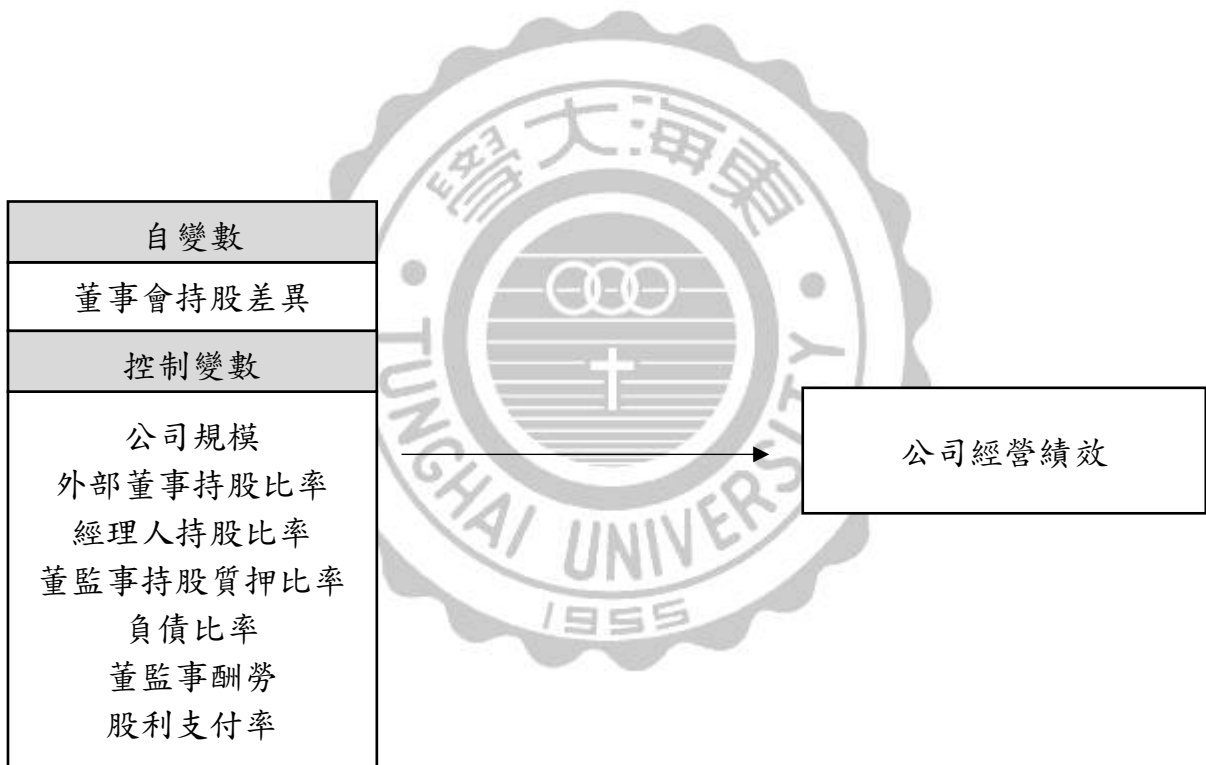 自變數
董事會持股差異
控制變數
公司規模
外部董事持股比率
經理人持股比率
董監事持股質押比率
負債比率
董監事酬勞
股利支付率
公司經營績效
學大海東
TUNGHAI UNIVERSITY
1955